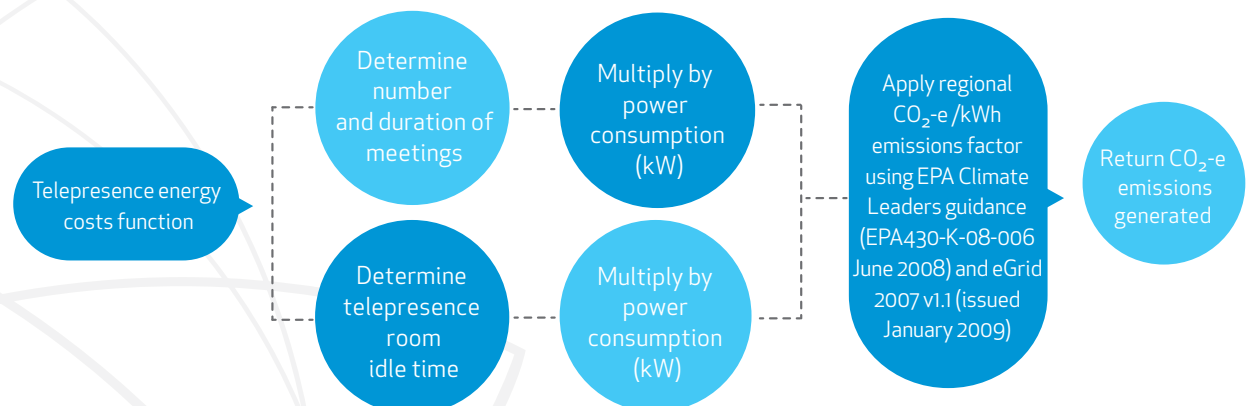 Telepresence energy
costs function
Determine
number
and duration of
meetings
Multiply by
power
consumption
(kW)
Determine
telepresence
room
idle time
Multiply by
power
consumption
(kW)
Apply regional
CO₂-e /kWh
emissions factor
using EPA Climate
Leaders guidance
(EPA430-K-08-006
June 2008) and eGrid
2007 v1.1 (issued
January 2009)
Return CO₂-e
emissions
generated